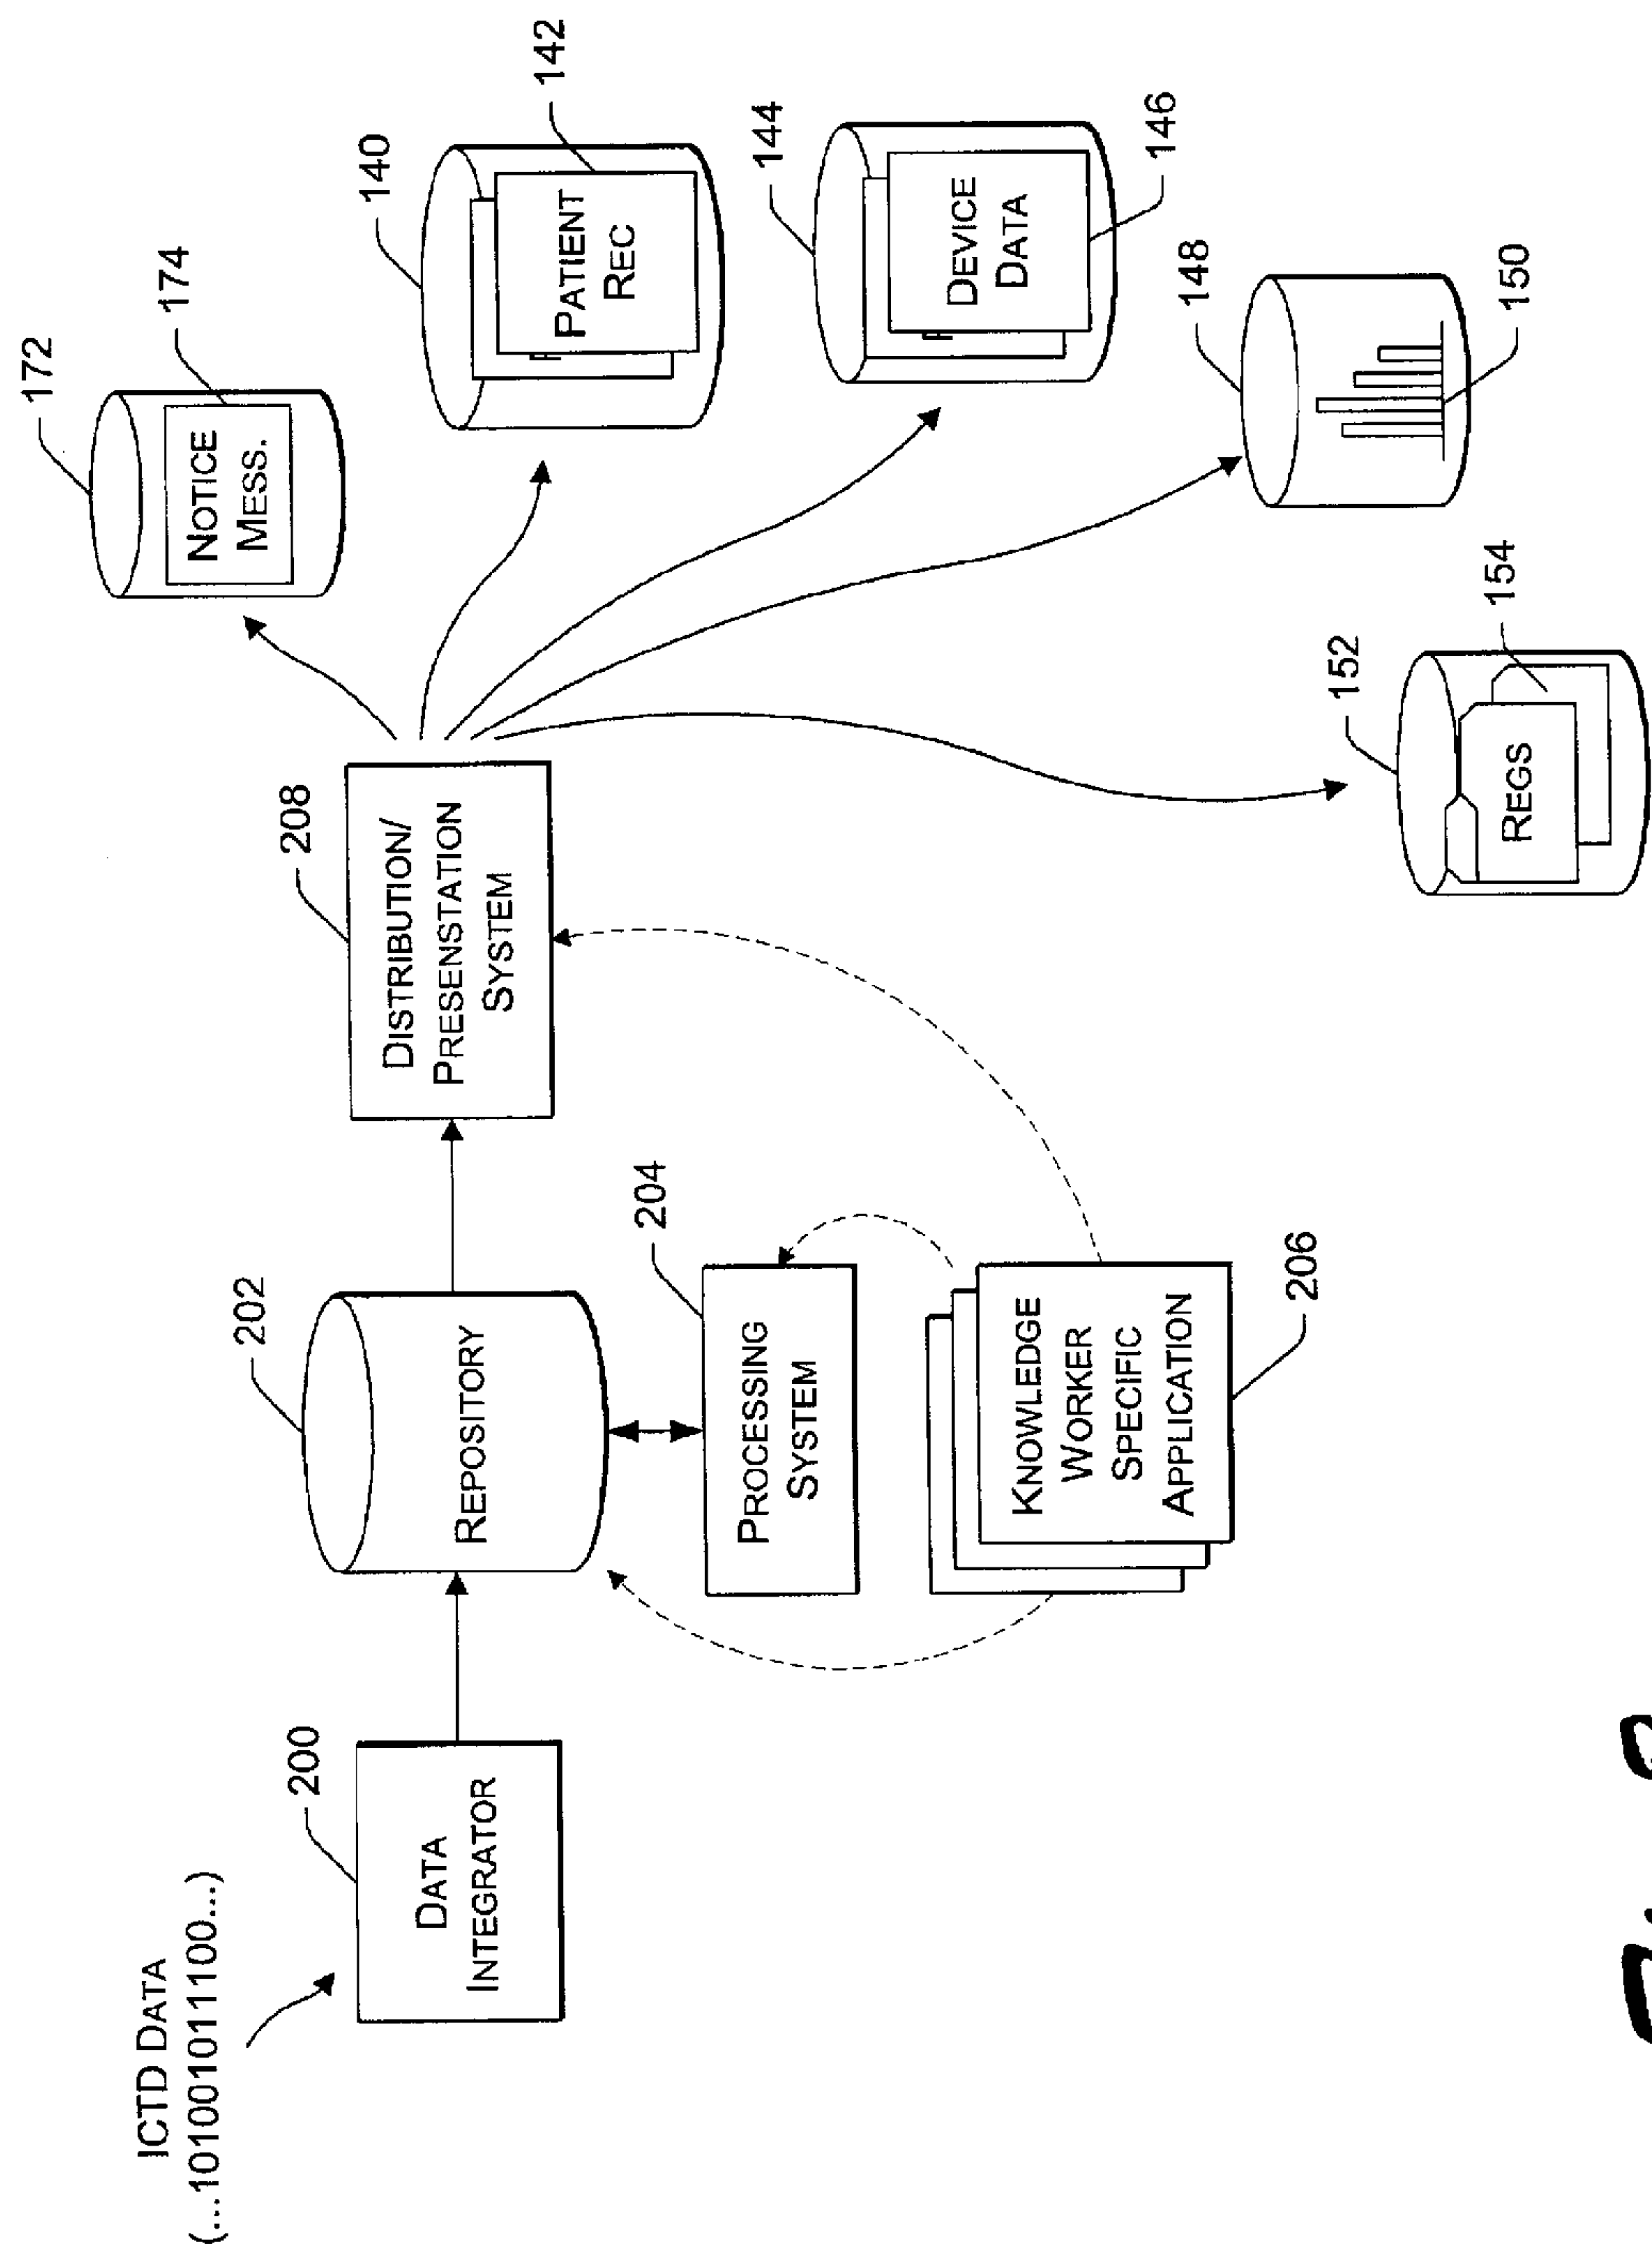 ICTD DATA
(...10100101011100...)
200
DATA
INTEGRATOR
202
REPOSITORY
204
PROCESSING
SYSTEM
KNOWLEDGE
WORKER
SPECIFIC
APPLICATION
206
208
DISTRIBUTION/
PRESENSTATION
SYSTEM
172
174
NOTICE
MESS.
140
142
PATIENT
REC
144
DEVICE
DATA
146
148
150
152
154
REGS